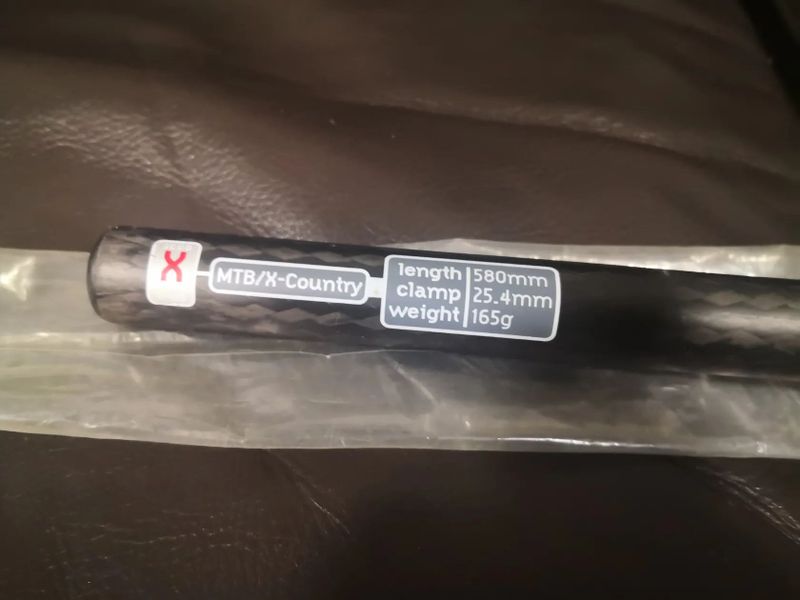 X
MTB/X-Country
length 580mm
clamp 25.4mm
weight 165g